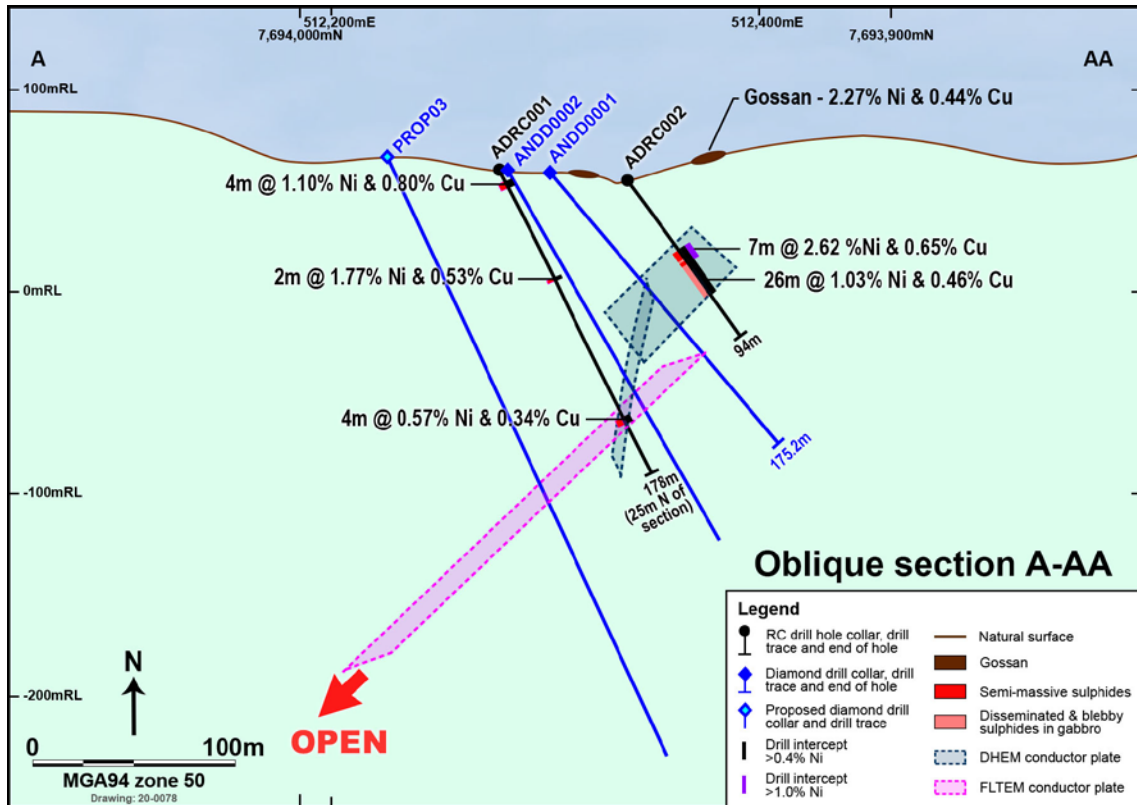 512,200mE
7,694,000mN
512,400mE
7,693,900mN
A
AA
100mRL
0mRL
-100mRL
-200mRL
PROP03
ADRC001
ANDD0002
ANDD0001
ADRC002
Gossan - 2.27% Ni & 0.44% Cu
4m @ 1.10% Ni & 0.80% Cu
2m @ 1.77% Ni & 0.53% Cu
4m @ 0.57% Ni & 0.34% Cu
7m @ 2.62 %Ni & 0.65% Cu
26m @ 1.03% Ni & 0.46% Cu
94m
175.2m
178m
(25m N of
section)
OPEN
N
0
100m
MGA94 zone 50
Drawing: 20-0078
Oblique section A-AA
Legend
RC drill hole collar, drill
trace and end of hole
Diamond drill collar, drill
trace and end of hole
Proposed diamond drill
collar and drill trace
Drill intercept
>0.4% Ni
Drill intercept
>1.0% Ni
Natural surface
Gossan
Semi-massive sulphides
Disseminated & blebby
sulphides in gabbro
DHEM conductor plate
FLTEM conductor plate